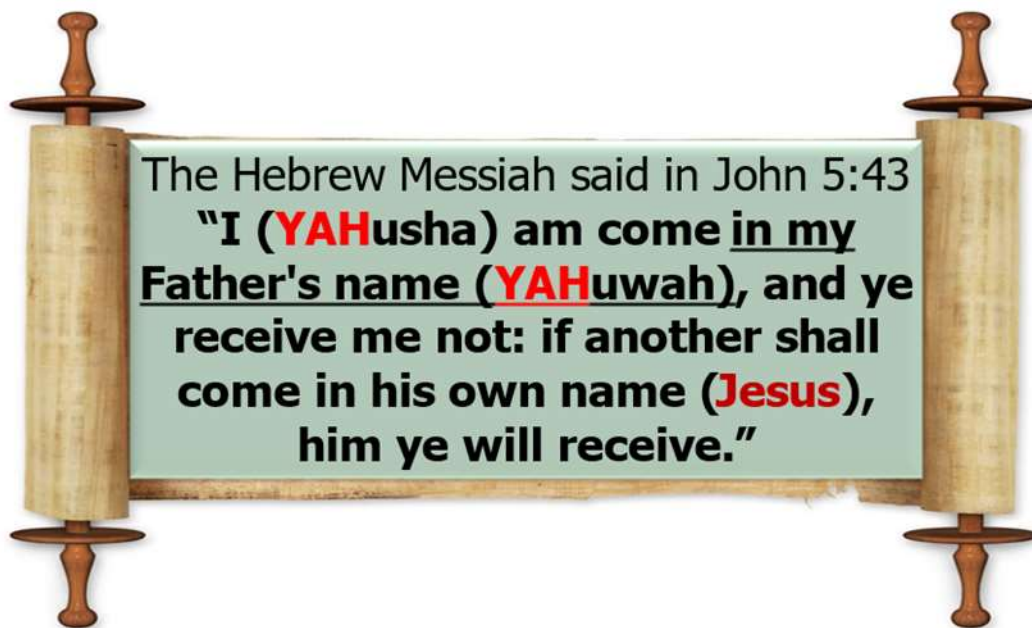 The Hebrew Messiah said in John 5:43
“I (YAHusha) am come in my
Father's name (YAHuwah), and ye
receive me not: if another shall
come in his own name (Jesus),
him ye will receive.”